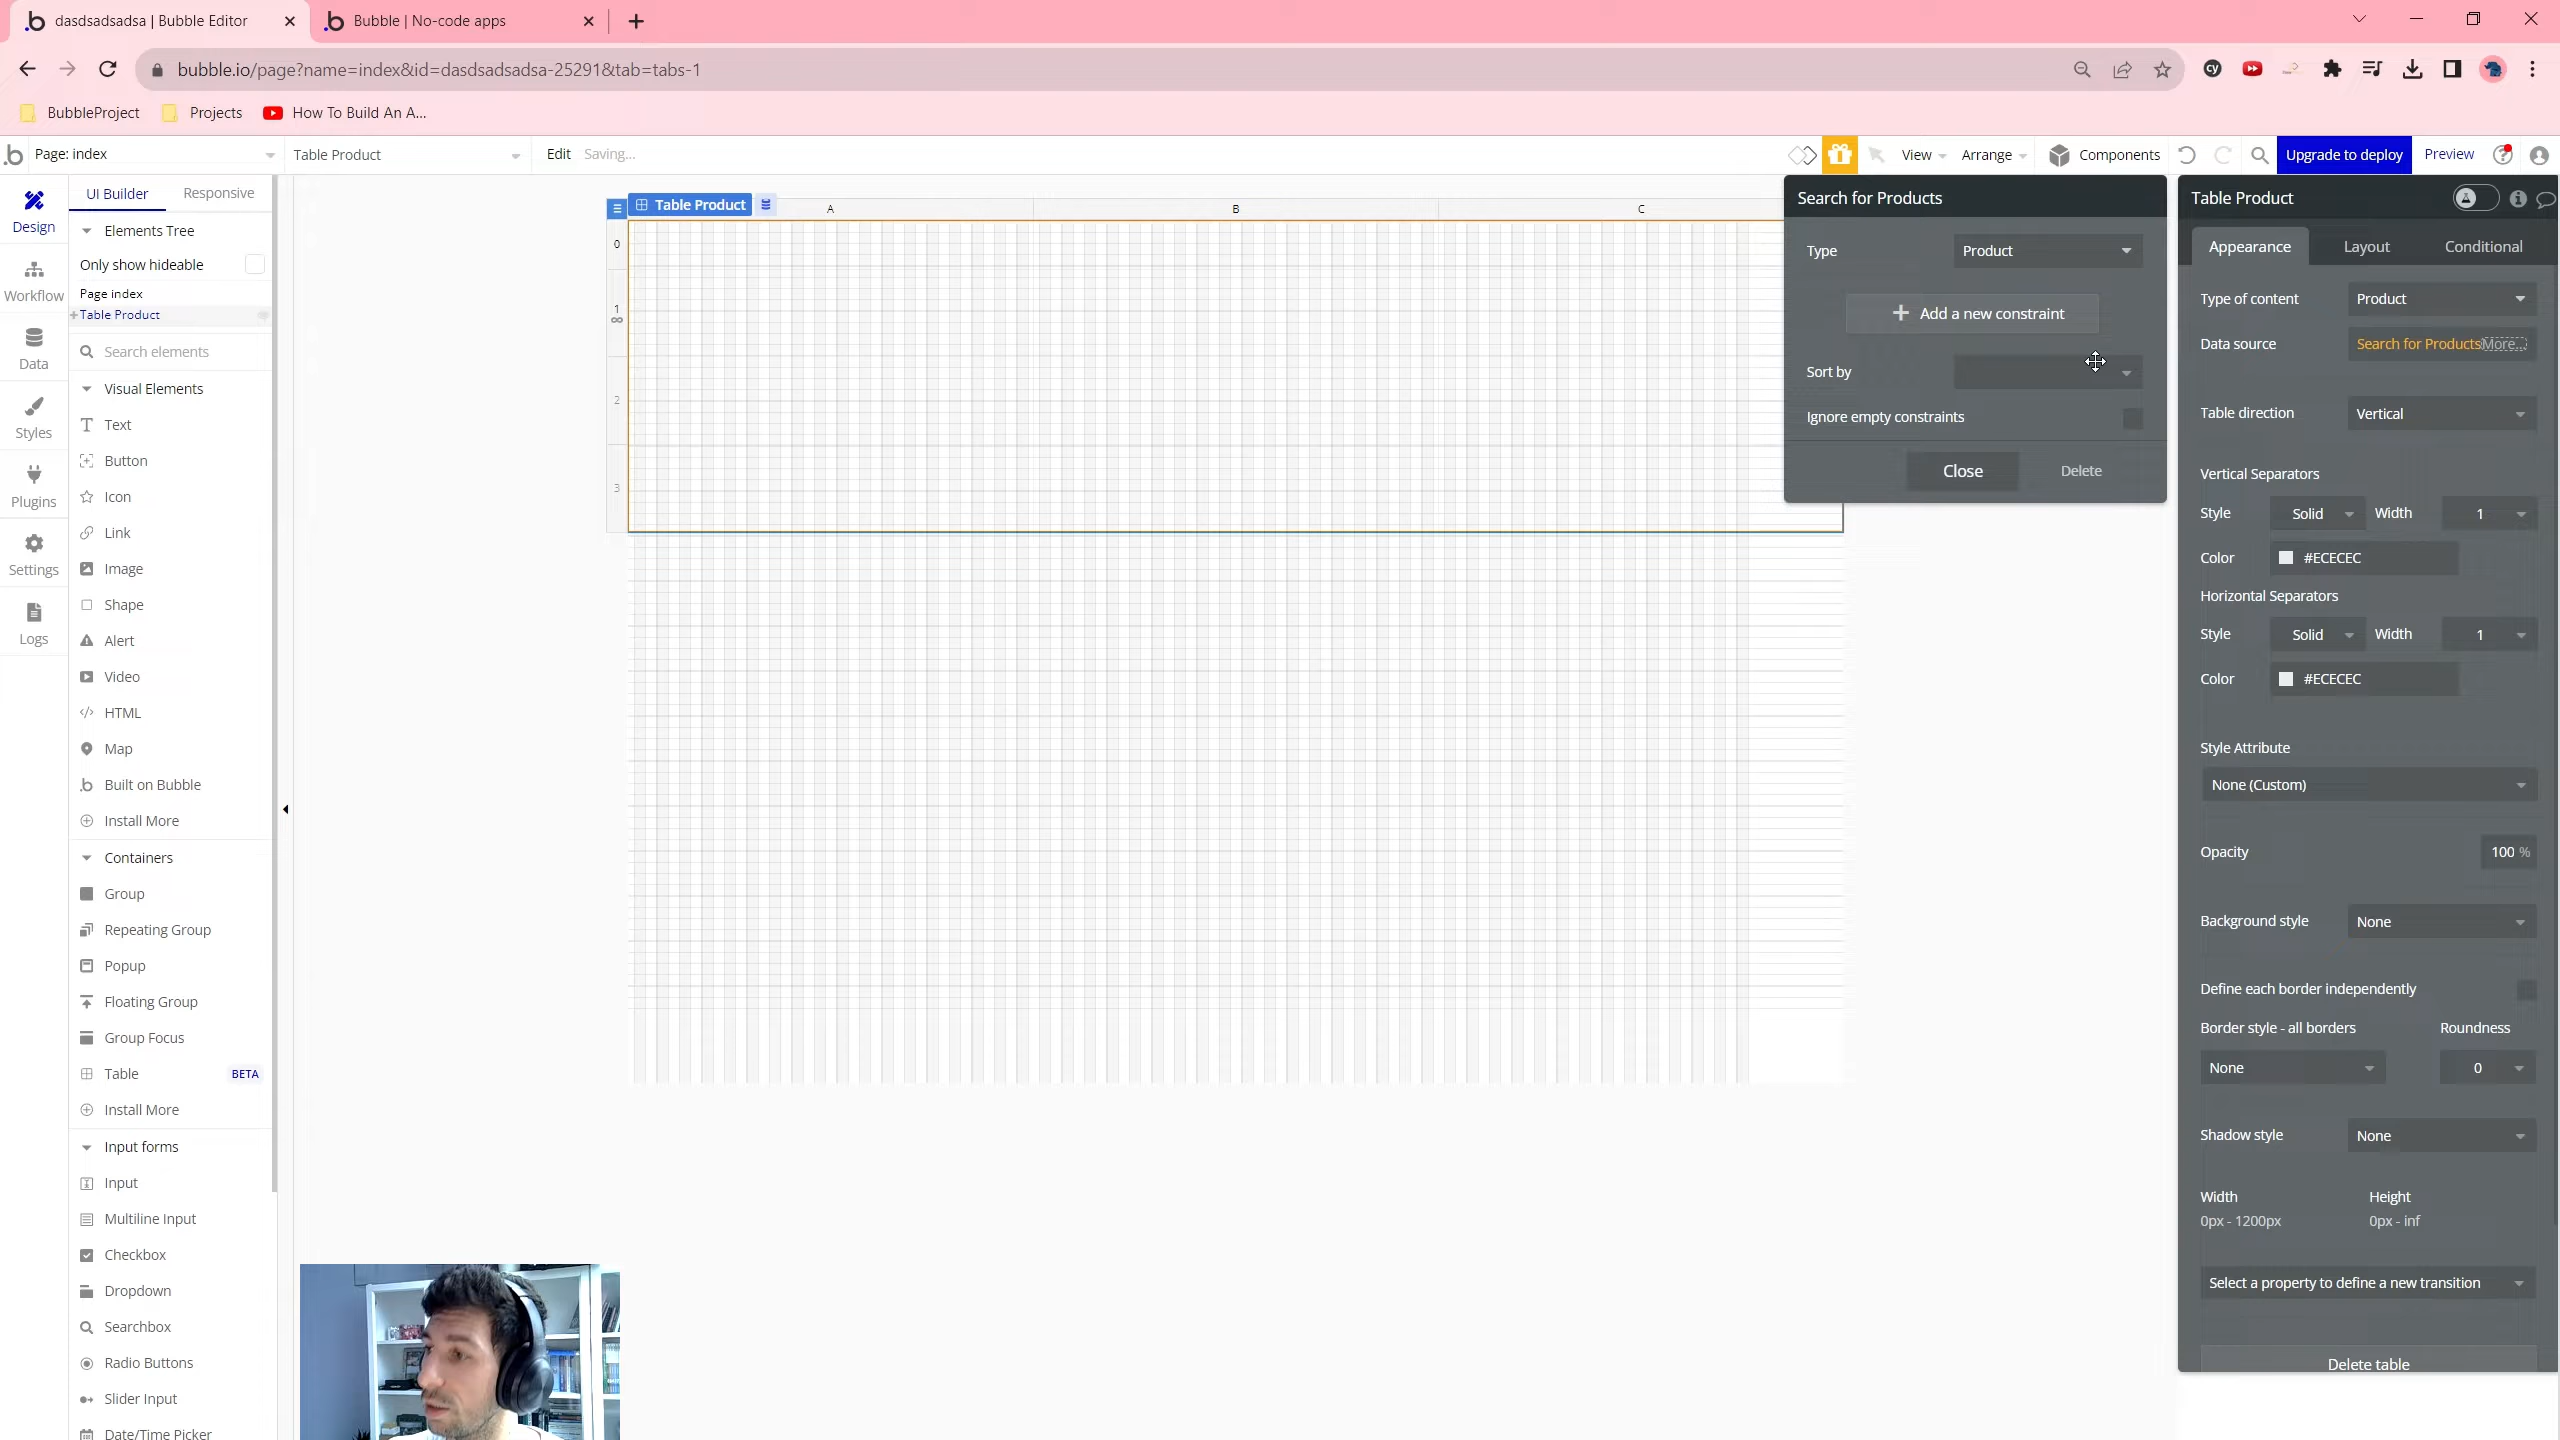 dasdsadsadsa | Bubble Editor
Bubble | No-code apps
bubble.io/page?name=index&id=dasdsadsadsa-25291&tab=tabs-1
BubbleProject
Projects
How To Build An A...
Page: index
Table Product
Edit
Saving...
View
Arrange
Components
Upgrade to deploy
Preview
Design
Workflow
Data
Styles
Plugins
Settings
Logs
UI Builder
Responsive
Elements Tree
Only show hideable
Page index
Table Product
Search elements
Visual Elements
Text
Button
Icon
Link
Image
Shape
Alert
Video
HTML
Map
Built on Bubble
Install More
Containers
Group
Repeating Group
Popup
Floating Group
Group Focus
Table BETA
Install More
Input forms
Input
Multiline Input
Checkbox
Dropdown
Searchbox
Radio Buttons
Slider Input
Date/Time Picker
Table Product
A
B
C
0
1
2
3
Search for Products
Type Product
Add a new constraint
Sort by
Ignore empty constraints
Close
Delete
Table Product
Appearance
Layout
Conditional
Type of content Product
Data source Search for ProductsMore...
Table direction Vertical
Vertical Separators
Style Solid Width 1
Color #ECECEC
Horizontal Separators
Style Solid Width 1
Color #ECECEC
Style Attribute
None (Custom)
Opacity 100 %
Background style None
Define each border independently
Border style - all borders Roundness
None 0
Shadow style None
Width Height
0px - 1200px 0px - inf
Select a property to define a new transition
Delete table